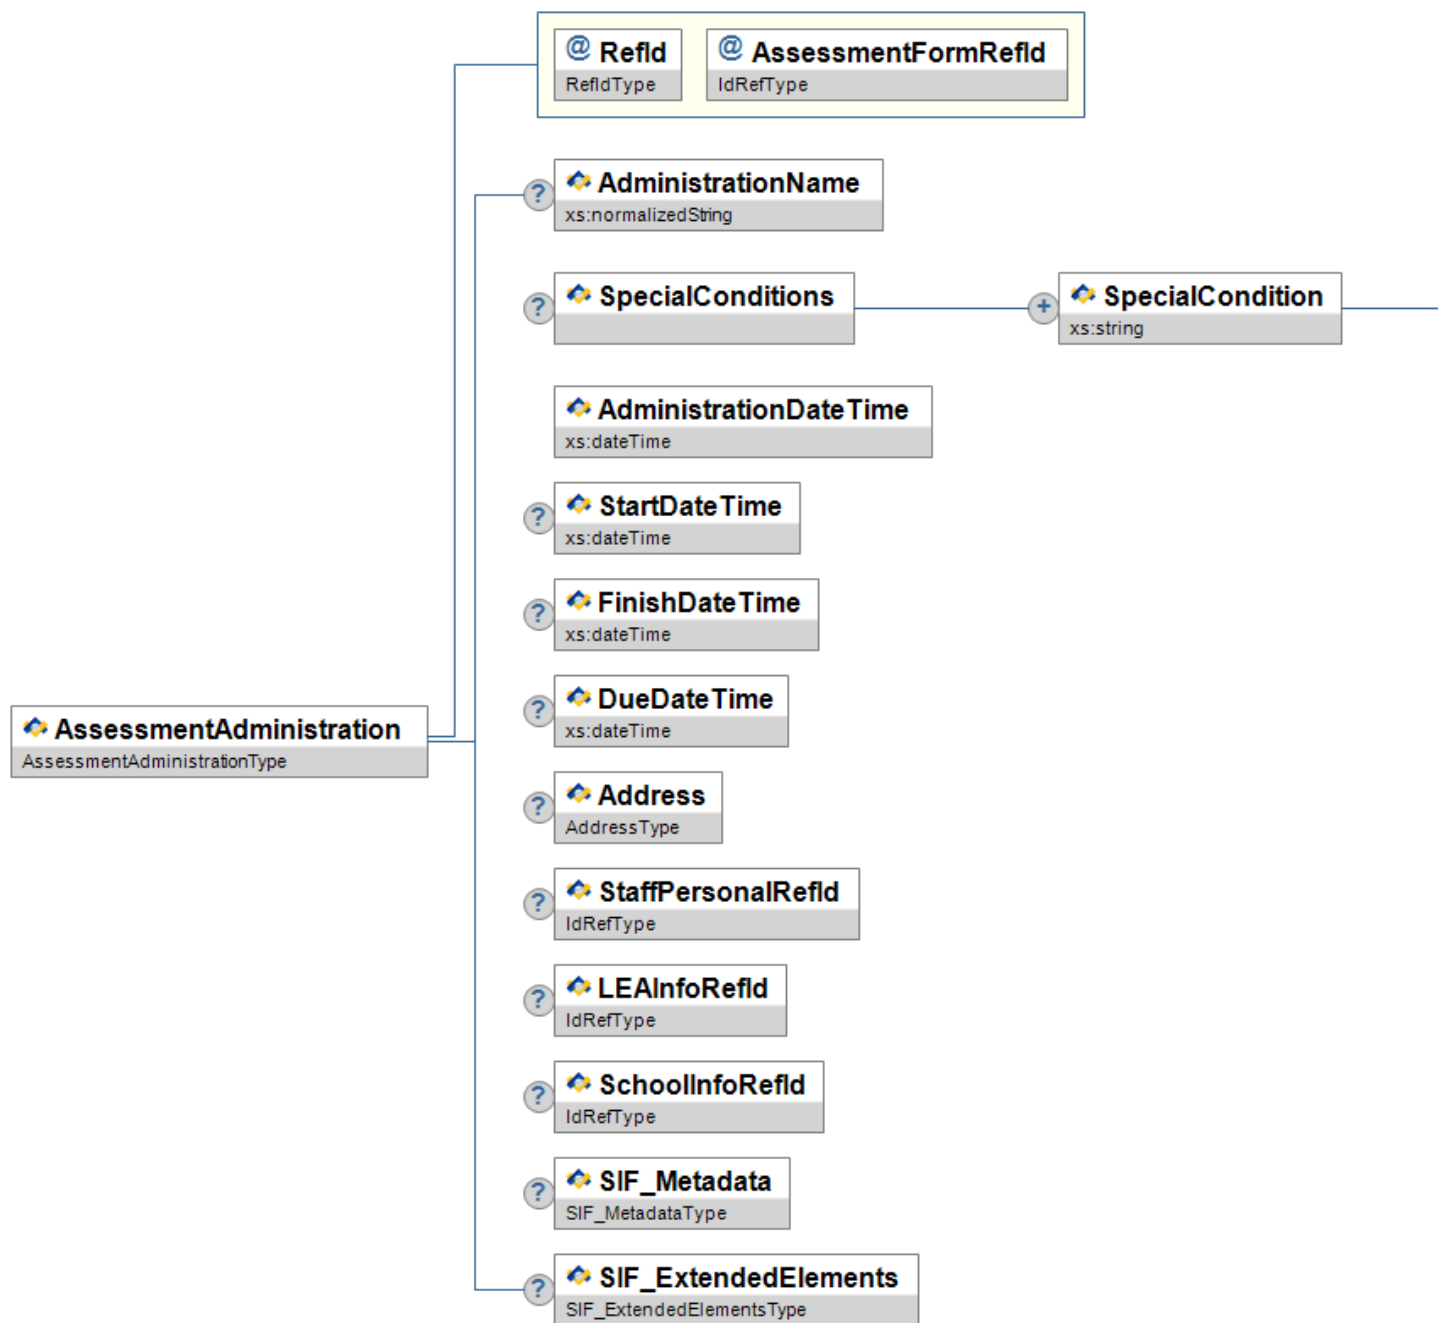 @ RefId
RefIdType
@ AssessmentFormRefId
IdRefType
? AdministrationName
xs:normalizedString
? SpecialConditions
+ SpecialCondition
xs:string
AdministrationDateTime
xs:dateTime
? StartDateTime
xs:dateTime
? FinishDateTime
xs:dateTime
? DueDateTime
xs:dateTime
AssessmentAdministration
AssessmentAdministrationType
? Address
AddressType
? StaffPersonalRefId
IdRefType
? LEAInfoRefId
IdRefType
? SchoolInfoRefId
IdRefType
? SIF_Metadata
SIF_MetadataType
? SIF_ExtendedElements
SIF_ExtendedElementsType